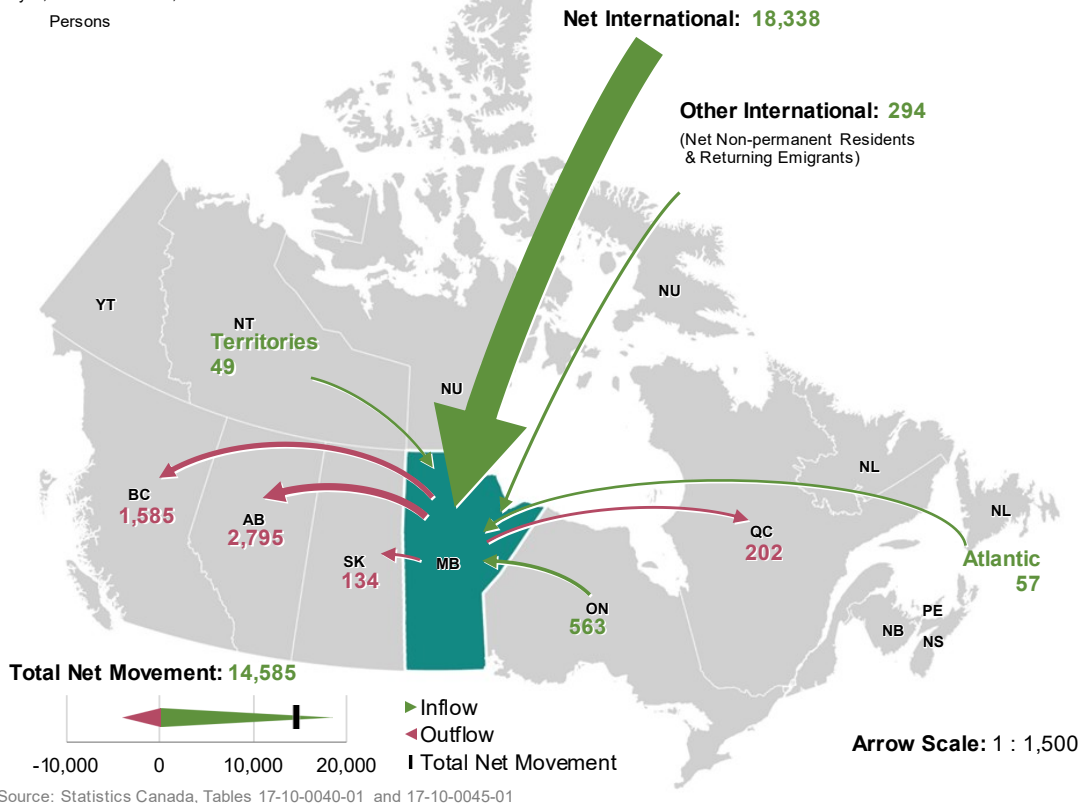 Persons
Net International: 18,338
Other International: 294
(Net Non-permanent Residents
& Returning Emigrants)
YT
NT
Territories
49
NU
NU
BC
1,585
AB
2,795
SK
134
MB
ON
563
QC
202
NL
NL
Atlantic
57
PE
NB
NS
Total Net Movement: 14,585
-10,000 0 10,000 20,000
Inflow
Outflow
Total Net Movement
Arrow Scale: 1 : 1,500
Source: Statistics Canada, Tables 17-10-0040-01 and 17-10-0045-01